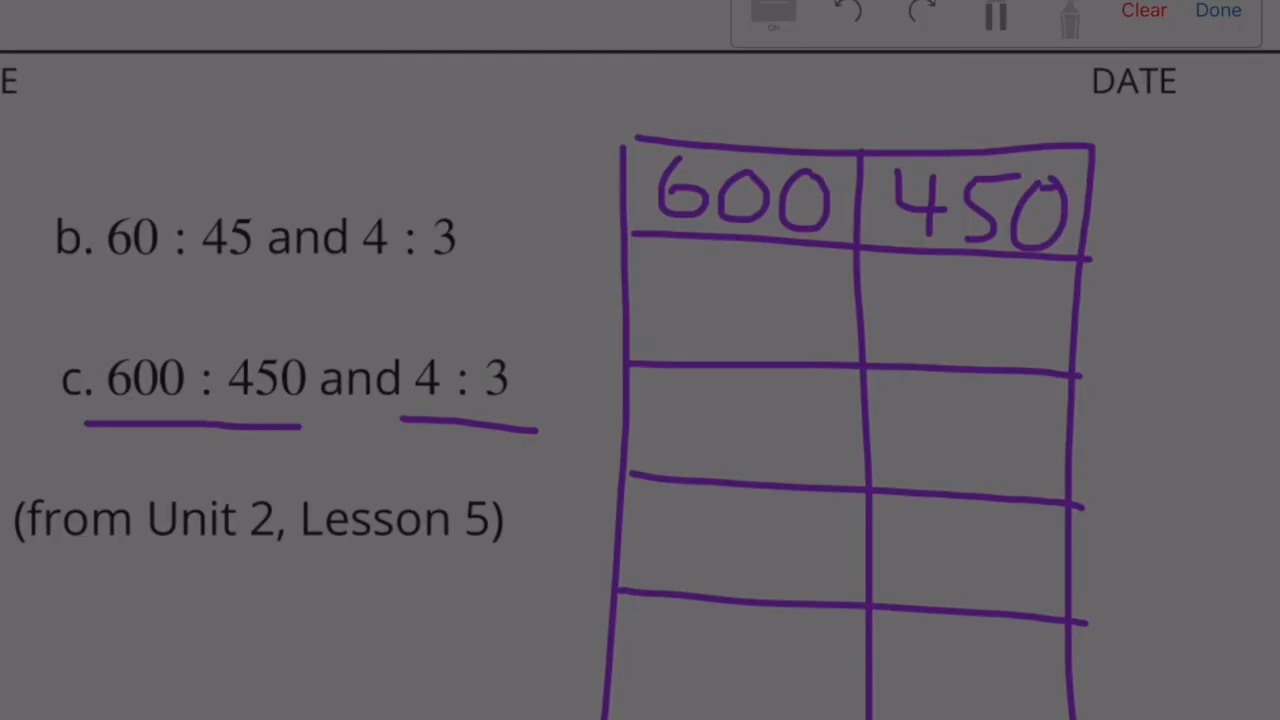 ON
Clear Done
E DATE
600 450
b. 60 : 45 and 4 : 3
c. 600 : 450 and 4 : 3
(from Unit 2, Lesson 5)